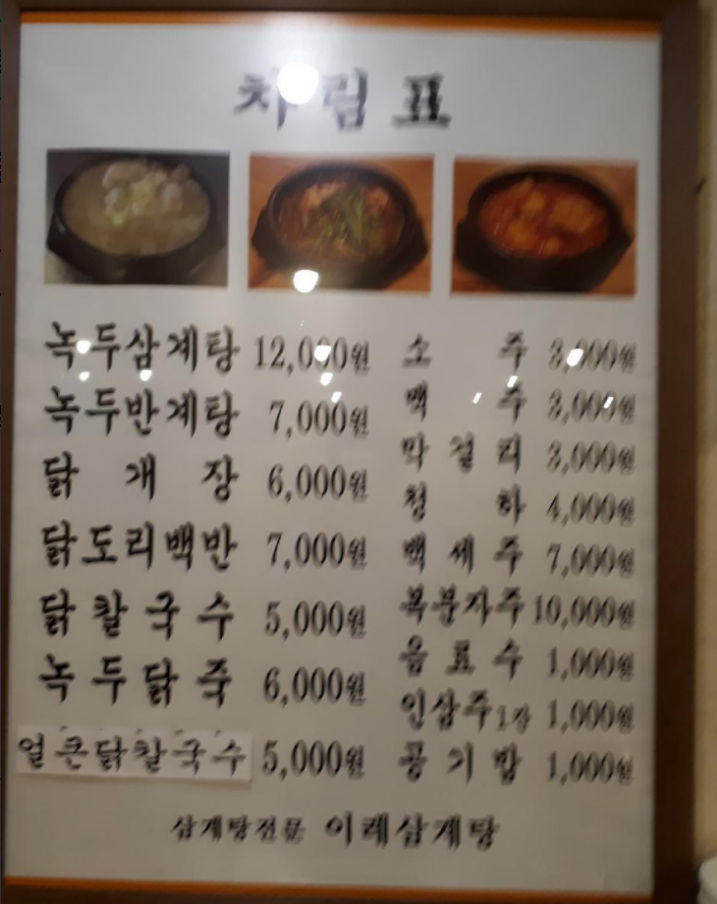 차림표
녹두삼계탕 12,000원
녹두반계탕 7,000원
닭개장 6,000원
닭도리백반 7,000원
닭칼국수 5,000원
녹두닭죽 6,000원
얼큰닭칼국수 5,000원
소주 3,000원
맥주 3,000원
막걸리 3,000원
청하 4,000원
백세주 7,000원
복분자주 10,000원
음료수 1,000원
인삼주1잔 1,000원
공기밥 1,000원
삼계탕전문 이레삼계탕